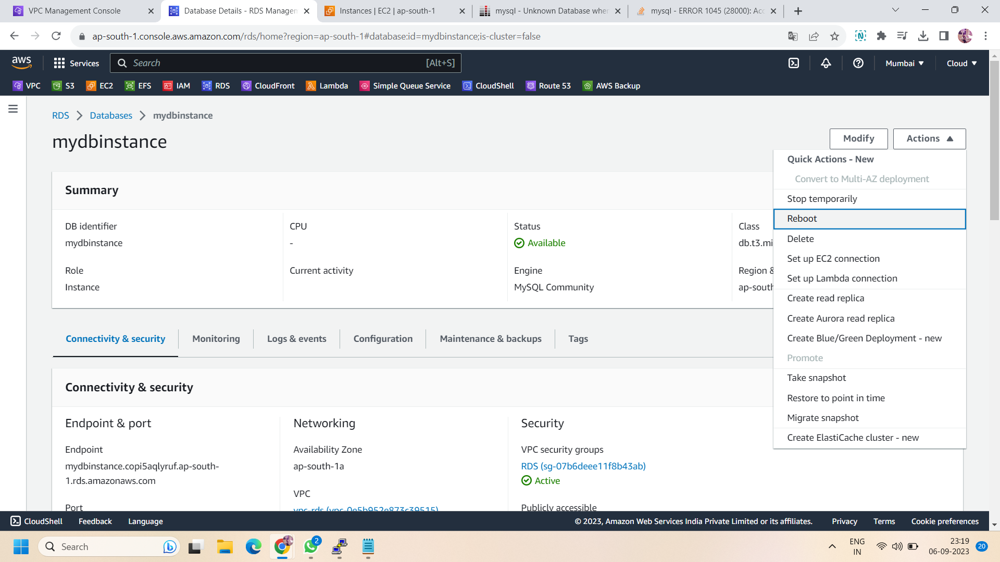 VPC Management Console
Database Details - RDS Managem
Instances | EC2 | ap-south-1
mysql - Unknown Database wher
mysql - ERROR 1045 (28000): Acc
ap-south-1.console.aws.amazon.com/rds/home?region=ap-south-1#database:id=mydbinstance;is-cluster=false
aws
Services
Search
[Alt+S]
Mumbai
Cloud
VPC
S3
EC2
EFS
IAM
RDS
CloudFront
Lambda
Simple Queue Service
CloudShell
Route 53
AWS Backup
RDS
Databases
mydbinstance
mydbinstance
Modify
Actions
Quick Actions - New
Convert to Multi-AZ deployment
Stop temporarily
Reboot
Delete
Set up EC2 connection
Set up Lambda connection
Create read replica
Create Aurora read replica
Create Blue/Green Deployment - new
Promote
Take snapshot
Restore to point in time
Migrate snapshot
Create ElastiCache cluster - new
Summary
DB identifier
mydbinstance
CPU
-
Status
Available
Class
db.t3.mi
Role
Instance
Current activity
Engine
MySQL Community
Region &
ap-south
Connectivity & security
Monitoring
Logs & events
Configuration
Maintenance & backups
Tags
Connectivity & security
Endpoint & port
Endpoint
mydbinstance.copi5aqlyruf.ap-south-
1.rds.amazonaws.com
Port
Networking
Availability Zone
ap-south-1a
VPC
vpc-rds (vpc-0e5b952e873c39515)
Security
VPC security groups
RDS (sg-07b6deee11f8b43ab)
Active
Publicly accessible
CloudShell
Feedback
Language
© 2023, Amazon Web Services India Private Limited or its affiliates.
Privacy
Terms
Cookie preferences
Search
2
ENG
IN
23:19
06-09-2023
20